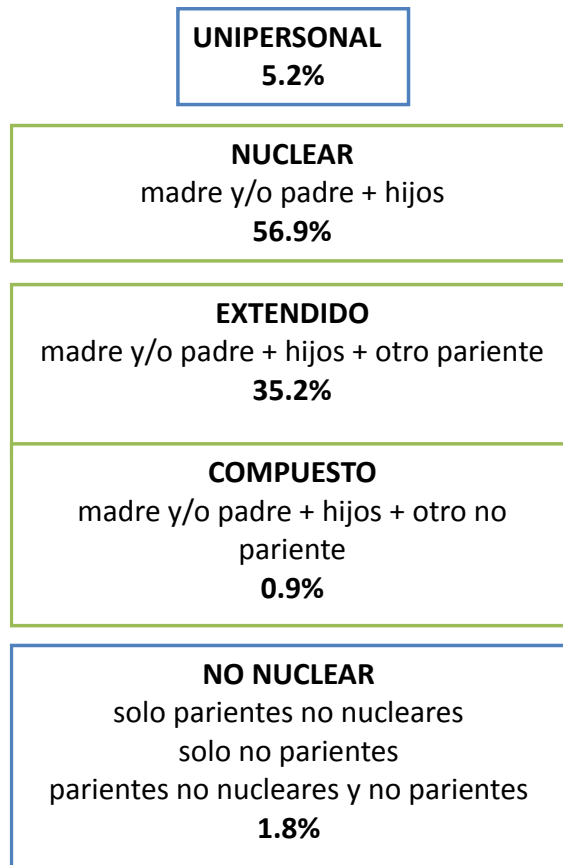 UNIPERSONAL
5.2%
NUCLEAR
madre y/o padre + hijos
56.9%
EXTENDIDO
madre y/o padre + hijos + otro pariente
35.2%
COMPUESTO
madre y/o padre + hijos + otro no
pariente
0.9%
NO NUCLEAR
solo parientes no nucleares
solo no parientes
parientes no nucleares y no parientes
1.8%